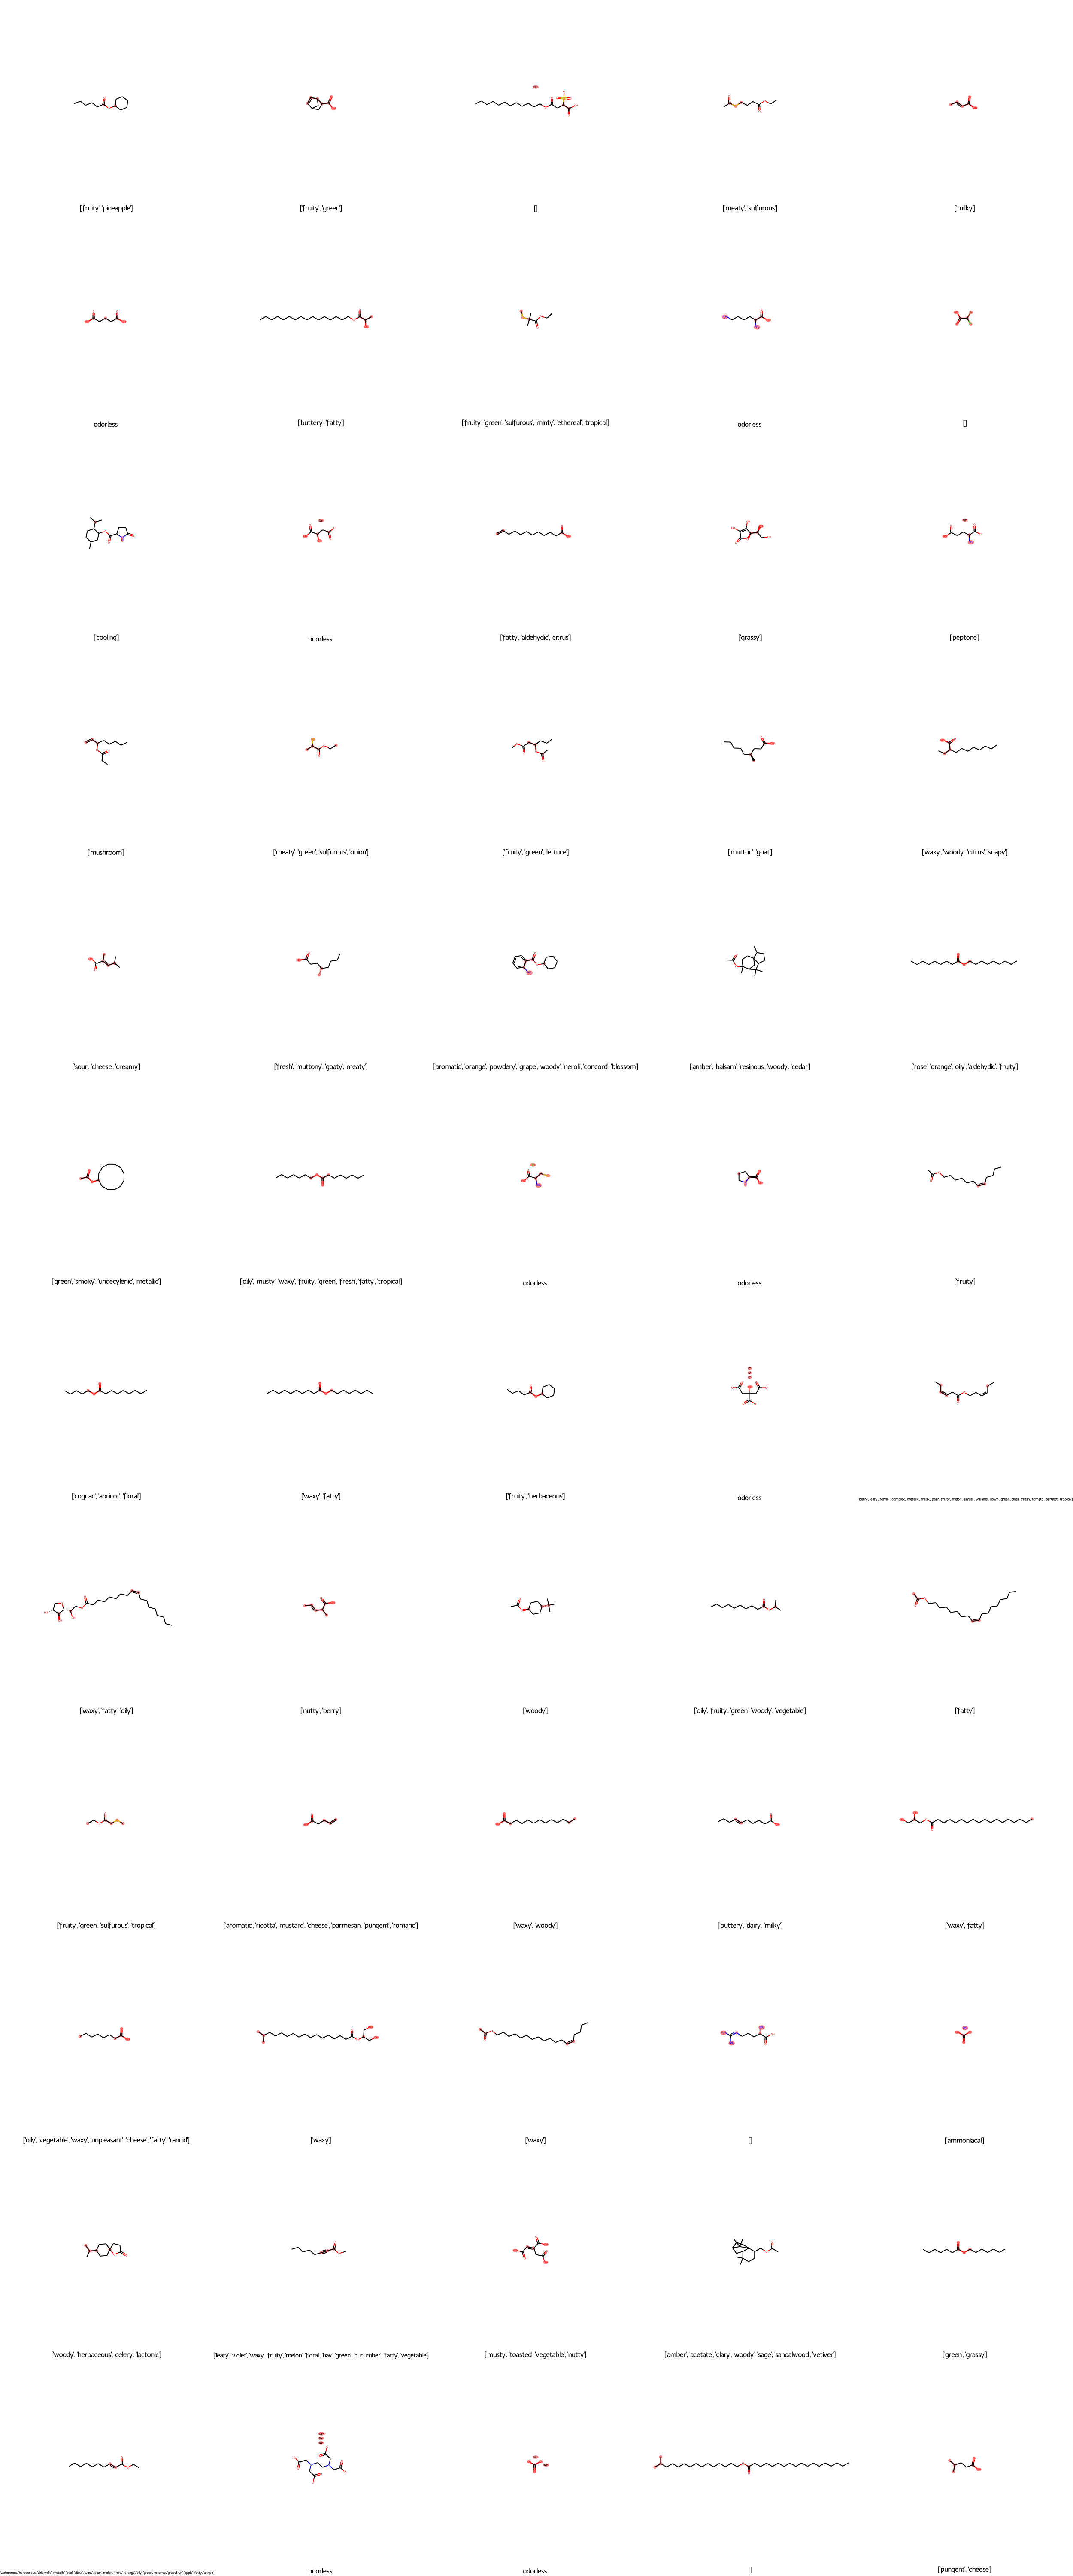 ['fruity', 'pineapple']
['fruity', 'green']
[]
['meaty', 'sulfurous']
['milky']
odorless
['buttery', 'fatty']
['fruity', 'green', 'sulfurous', 'minty', 'ethereal', 'tropical']
odorless
[]
['cooling']
odorless
['fatty', 'aldehydic', 'citrus']
['grassy']
['peptone']
['mushroom']
['meaty', 'green', 'sulfurous', 'onion']
['fruity', 'green', 'lettuce']
['mutton', 'goat']
['waxy', 'woody', 'citrus', 'soapy']
['sour', 'cheese', 'creamy']
['fresh', 'muttony', 'goaty', 'meaty']
['aromatic', 'orange', 'powdery', 'grape', 'woody', 'neroli', 'concord', 'blossom']
['amber', 'balsam', 'resinous', 'woody', 'cedar']
['rose', 'orange', 'oily', 'aldehydic', 'fruity']
['green', 'smoky', 'undecylenic', 'metallic']
['oily', 'musty', 'waxy', 'fruity', 'green', 'fresh', 'fatty', 'tropical']
odorless
odorless
['fruity']
['cognac', 'apricot', 'floral']
['waxy', 'fatty']
['fruity', 'herbaceous']
odorless
['waxy', 'fatty', 'oily']
['nutty', 'berry']
['woody']
['oily', 'fruity', 'green', 'woody', 'vegetable']
['fatty']
['fruity', 'green', 'sulfurous', 'tropical']
['aromatic', 'ricotta', 'mustard', 'cheese', 'parmesan', 'pungent', 'romano']
['waxy', 'woody']
['buttery', 'dairy', 'milky']
['waxy', 'fatty']
['oily', 'vegetable', 'waxy', 'unpleasant', 'cheese', 'fatty', 'rancid']
['waxy']
['waxy']
[]
['ammoniacal']
['woody', 'herbaceous', 'celery', 'lactonic']
['leafy', 'violet', 'waxy', 'fruity', 'melon', 'floral', 'hay', 'green', 'cucumber', 'fatty', 'vegetable']
['musty', 'toasted', 'vegetable', 'nutty']
['amber', 'acetate', 'clary', 'woody', 'sage', 'sandalwood', 'vetiver']
['green', 'grassy']
odorless
odorless
[]
['pungent', 'cheese']